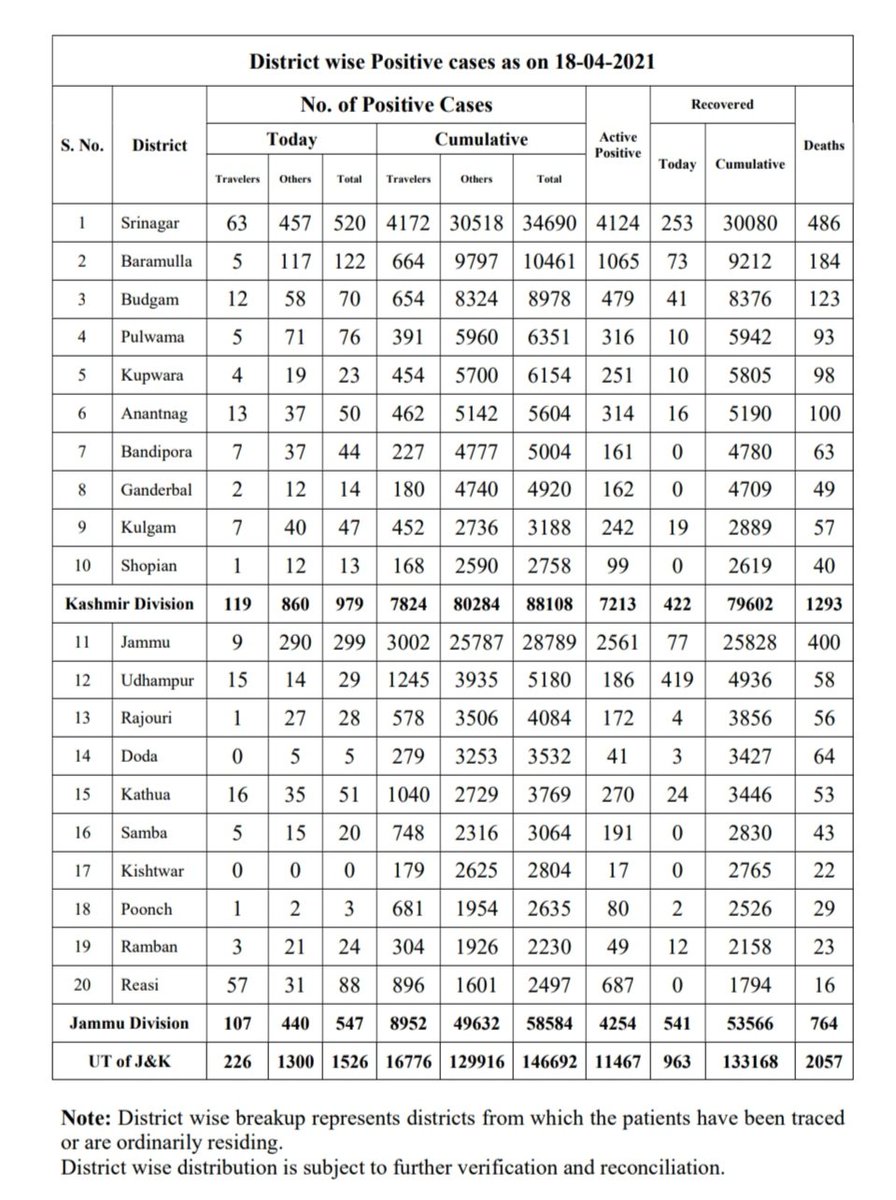 District wise Positive cases as on 18-04-2021
S. No. District No. of Positive Cases Active Positive Recovered Deaths
Today Cumulative Today Cumulative
Travelers Others Total Travelers Others Total
1 Srinagar 63 457 520 4172 30518 34690 4124 253 30080 486
2 Baramulla 5 117 122 664 9797 10461 1065 73 9212 184
3 Budgam 12 58 70 654 8324 8978 479 41 8376 123
4 Pulwama 5 71 76 391 5960 6351 316 10 5942 93
5 Kupwara 4 19 23 454 5700 6154 251 10 5805 98
6 Anantnag 13 37 50 462 5142 5604 314 16 5190 100
7 Bandipora 7 37 44 227 4777 5004 161 0 4780 63
8 Ganderbal 2 12 14 180 4740 4920 162 0 4709 49
9 Kulgam 7 40 47 452 2736 3188 242 19 2889 57
10 Shopian 1 12 13 168 2590 2758 99 0 2619 40
Kashmir Division 119 860 979 7824 80284 88108 7213 422 79602 1293
11 Jammu 9 290 299 3002 25787 28789 2561 77 25828 400
12 Udhampur 15 14 29 1245 3935 5180 186 419 4936 58
13 Rajouri 1 27 28 578 3506 4084 172 4 3856 56
14 Doda 0 5 5 279 3253 3532 41 3 3427 64
15 Kathua 16 35 51 1040 2729 3769 270 24 3446 53
16 Samba 5 15 20 748 2316 3064 191 0 2830 43
17 Kishtwar 0 0 0 179 2625 2804 17 0 2765 22
18 Poonch 1 2 3 681 1954 2635 80 2 2526 29
19 Ramban 3 21 24 304 1926 2230 49 12 2158 23
20 Reasi 57 31 88 896 1601 2497 687 0 1794 16
Jammu Division 107 440 547 8952 49632 58584 4254 541 53566 764
UT of J&K 226 1300 1526 16776 129916 146692 11467 963 133168 2057
Note: District wise breakup represents districts from which the patients have been traced
or are ordinarily residing.
District wise distribution is subject to further verification and reconciliation.